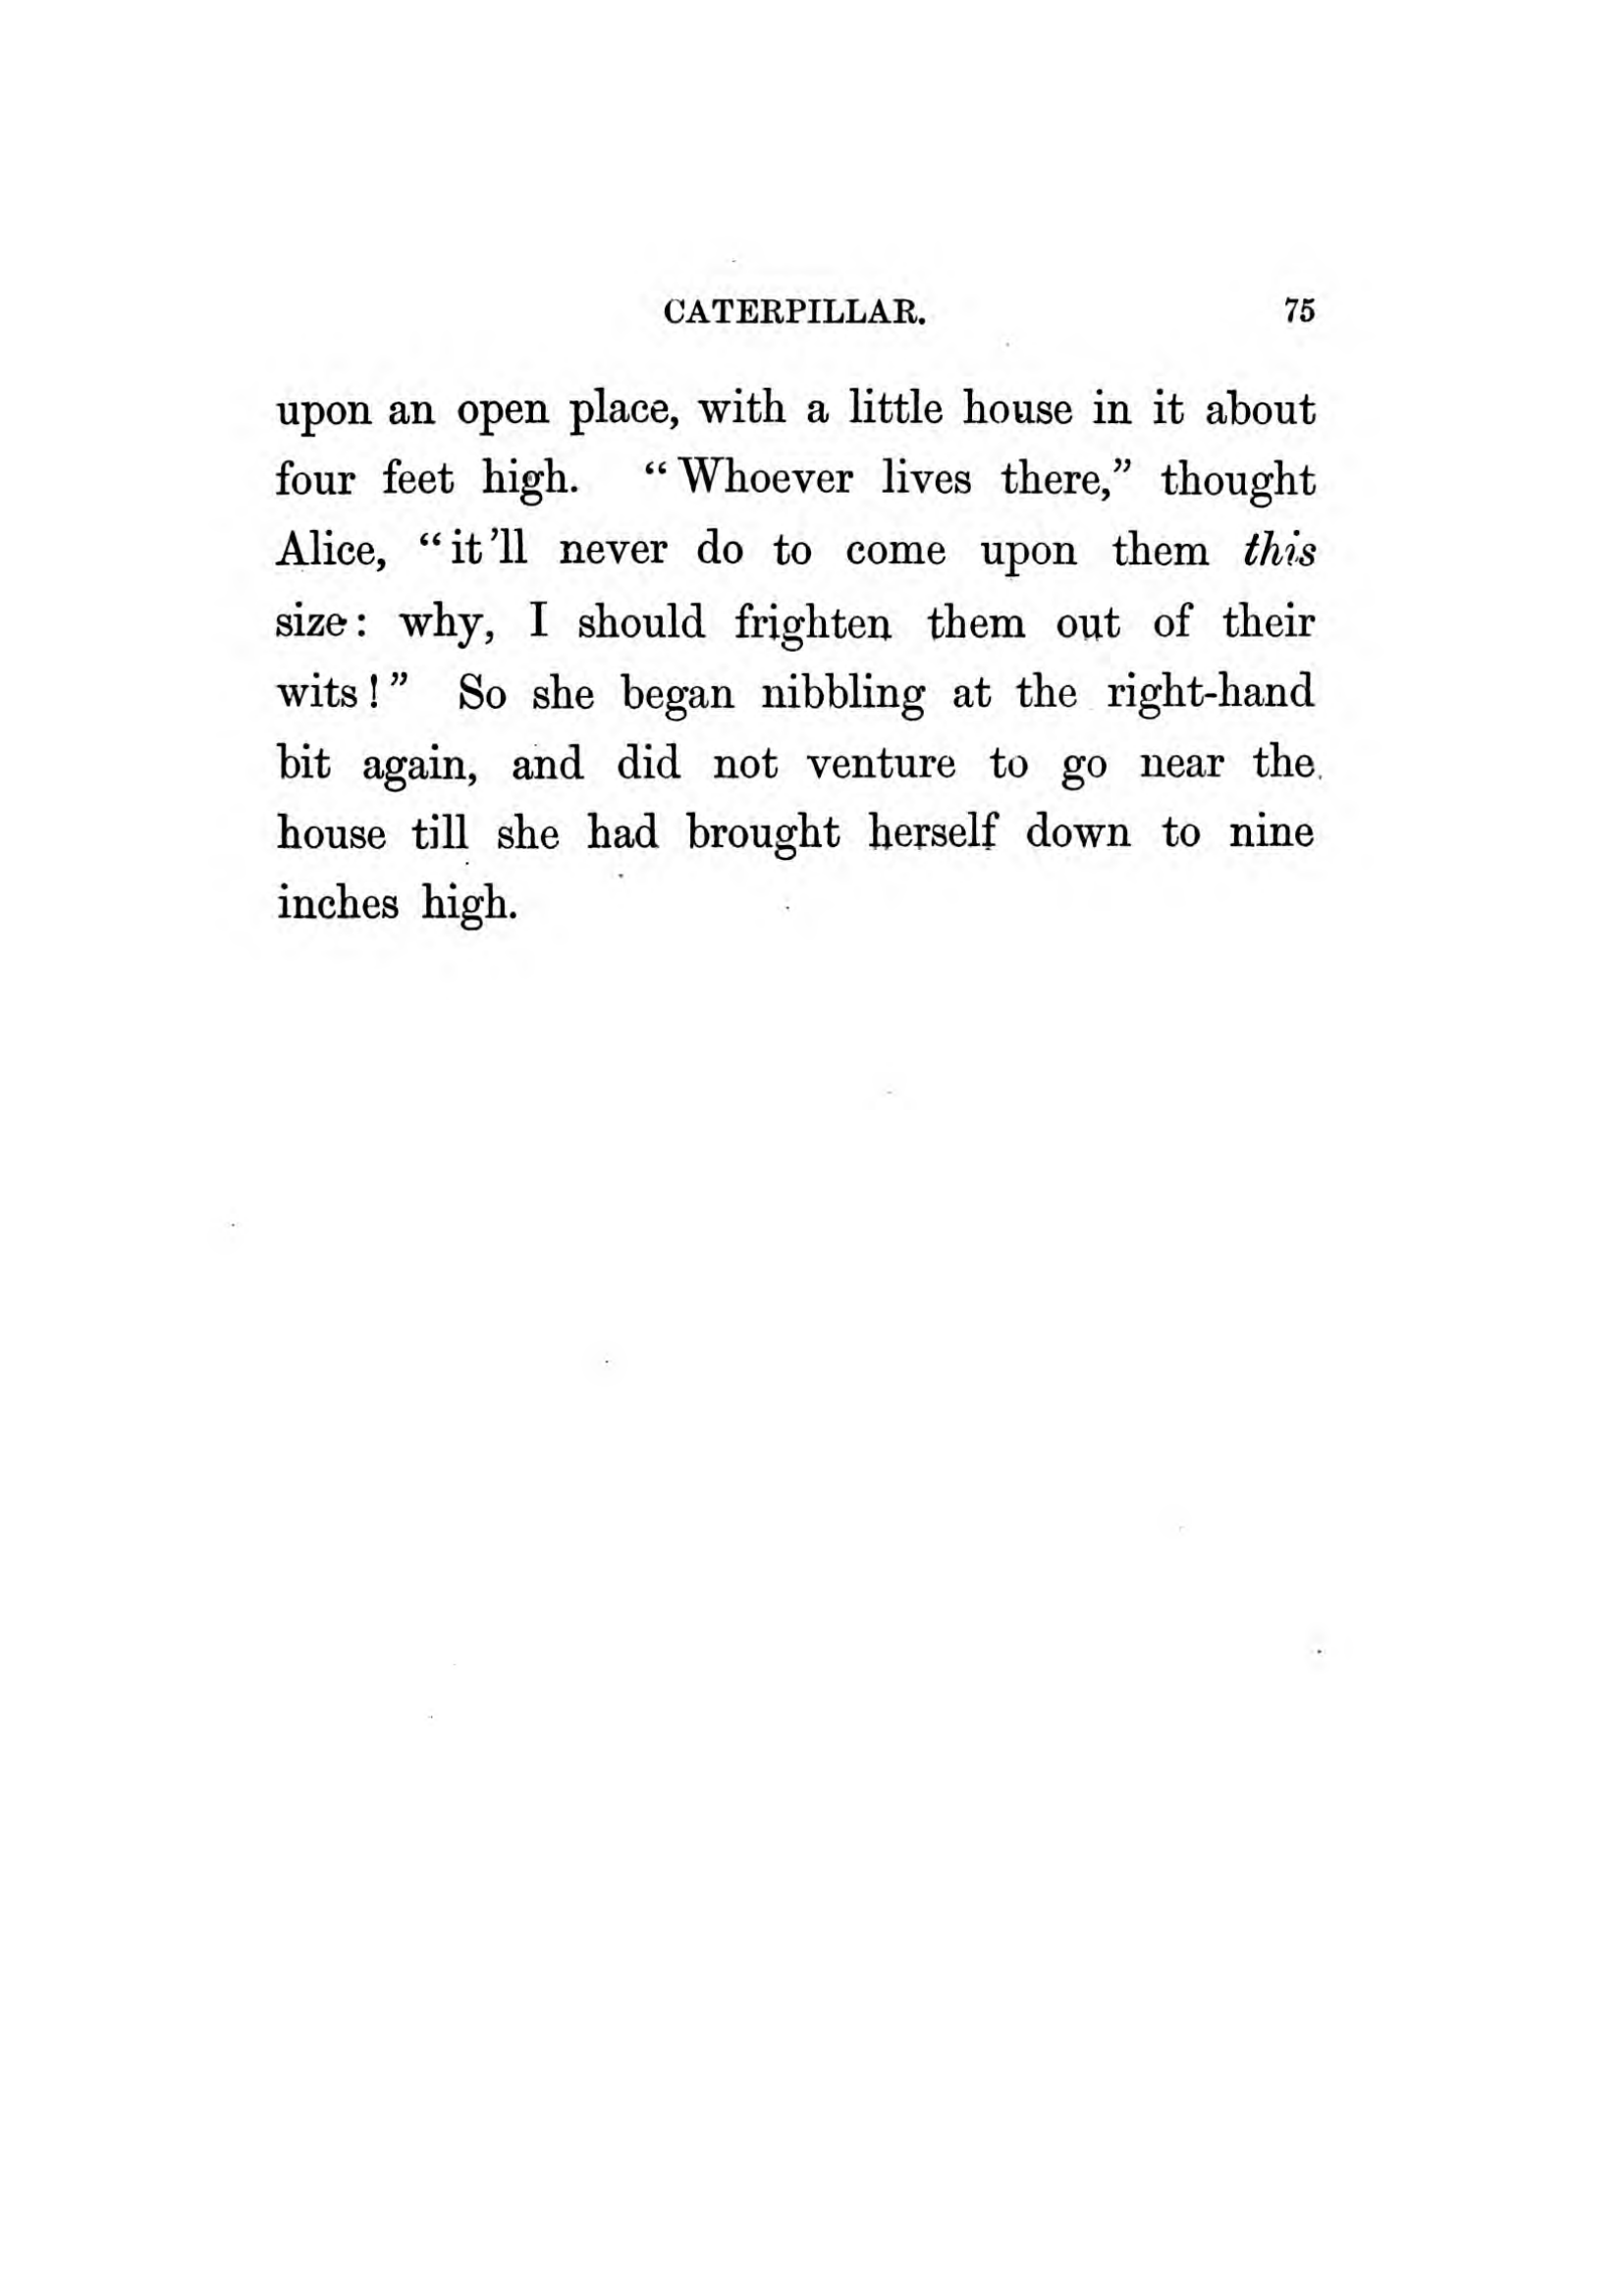 CATERPILLAR. 75
upon an open place, with a little house in it about
four feet high. “Whoever lives there,” thought
Alice, “it’ll never do to come upon them this
size: why, I should frighten them out of their
wits!” So she began nibbling at the right-hand
bit again, and did not venture to go near the
house till she had brought herself down to nine
inches high.